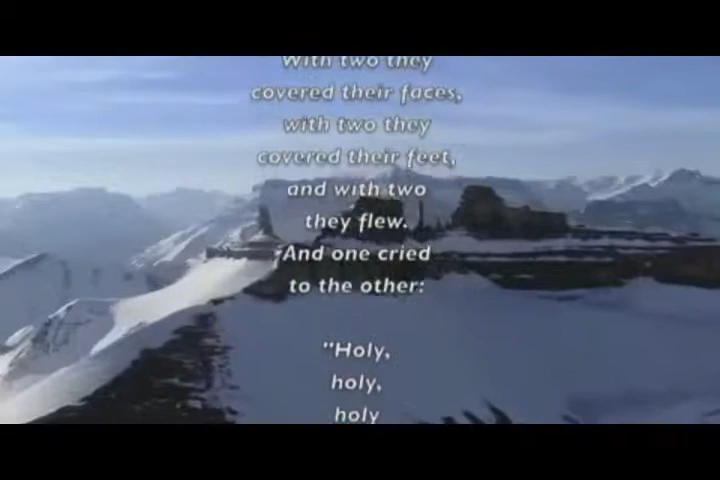 With two they
covered their faces,
with two they
covered their feet,
and with two
they flew.
And one cried
to the other:
"Holy,
holy,
holy